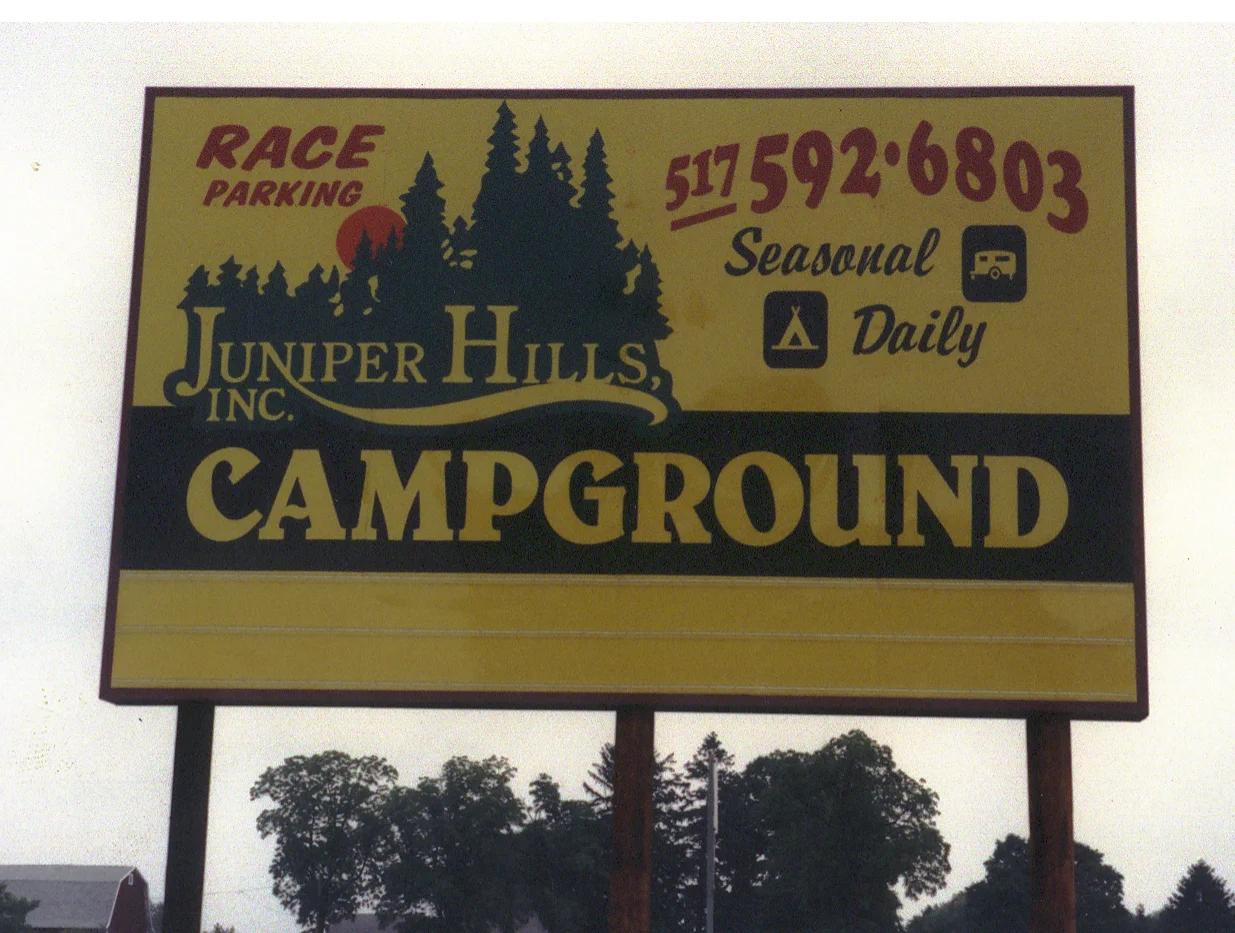 RACE
PARKING
JUNIPER HILLS,
INC.
517 592·6803
Seasonal
Daily
CAMPGROUND